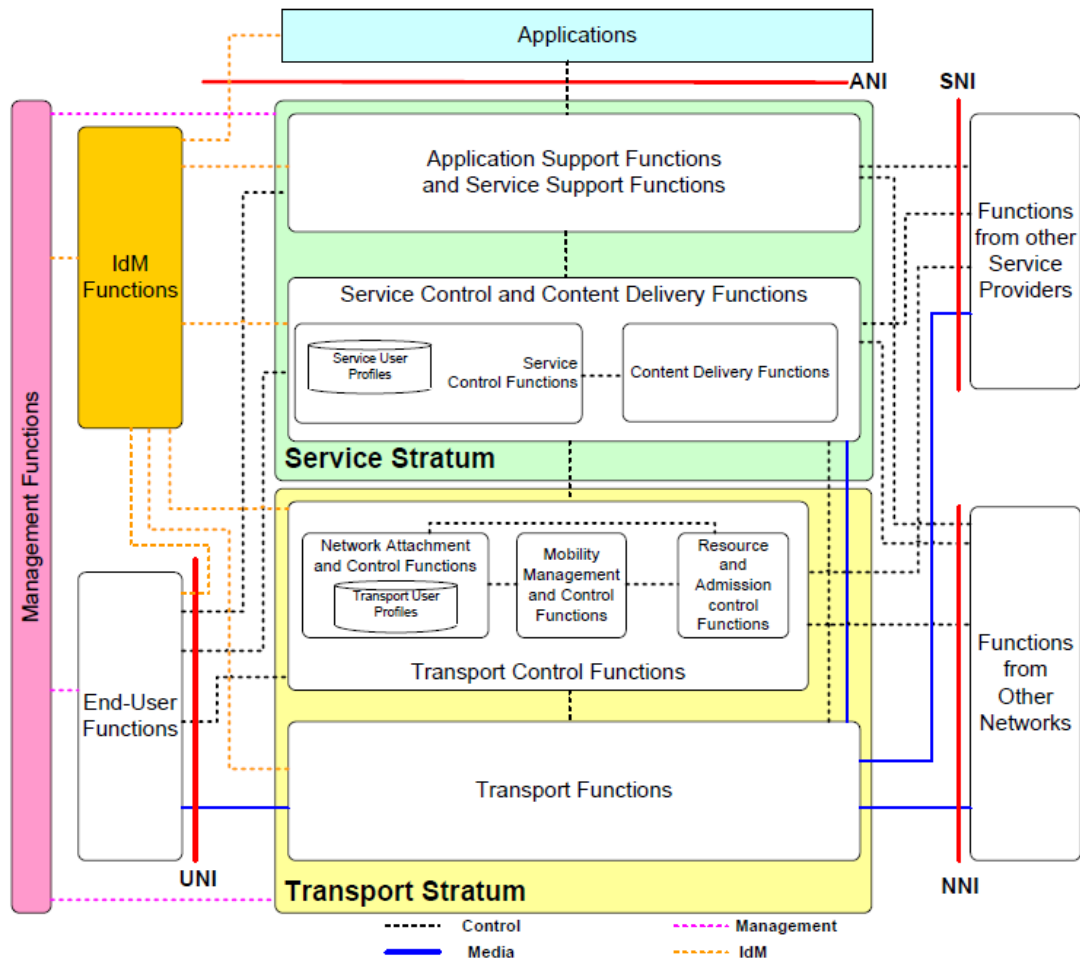 Applications
ANI
SNI
Management Functions
IdM
Functions
Application Support Functions
and Service Support Functions
Functions
from other
Service
Providers
Service Control and Content Delivery Functions
Service User
Profiles
Service
Control Functions
Content Delivery Functions
Service Stratum
Network Attachment
and Control Functions
Transport User
Profiles
Mobility
Management
and Control
Functions
Resource
and
Admission
control
Functions
Transport Control Functions
End-User
Functions
Functions
from
Other
Networks
Transport Functions
UNI
Transport Stratum
NNI
Control
Management
Media
IdM